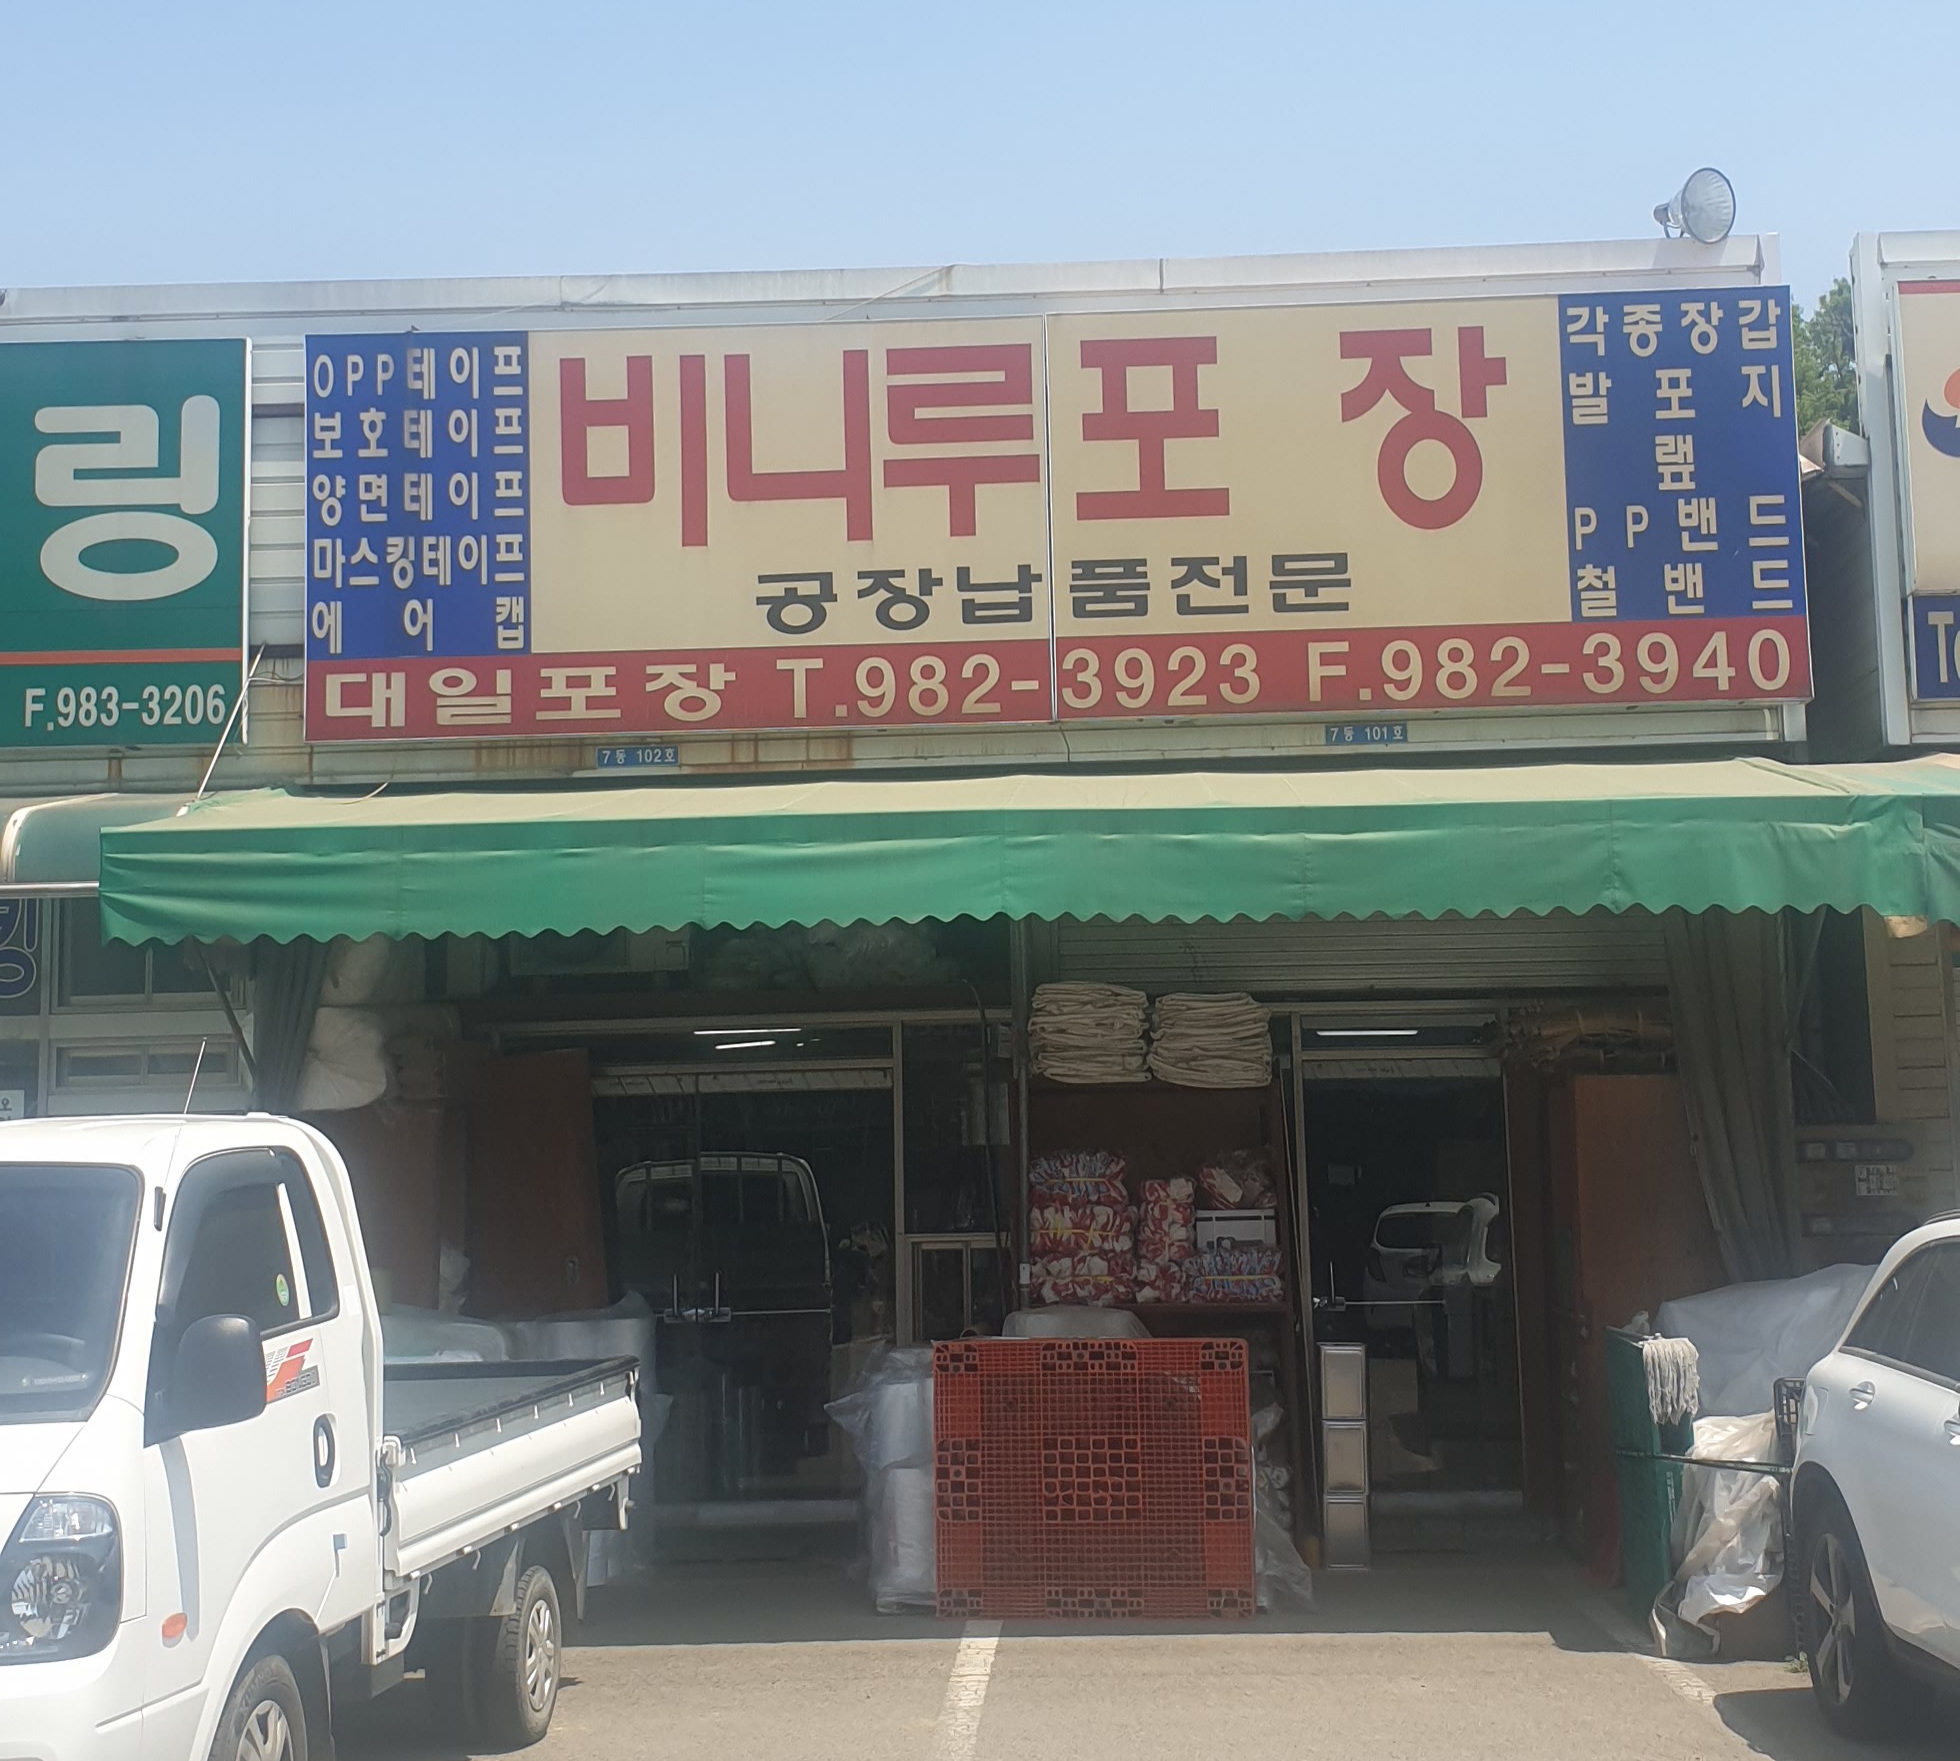 링
F.983-3206
OPP테이프
보호테이프
양면테이프
마스킹테이프
에어캡
비니루포장
공장납품전문
각종장갑
발포지
랲
PP밴드
철밴드
대일포장 T.982-3923 F.982-3940
7동 102호
7동 101호